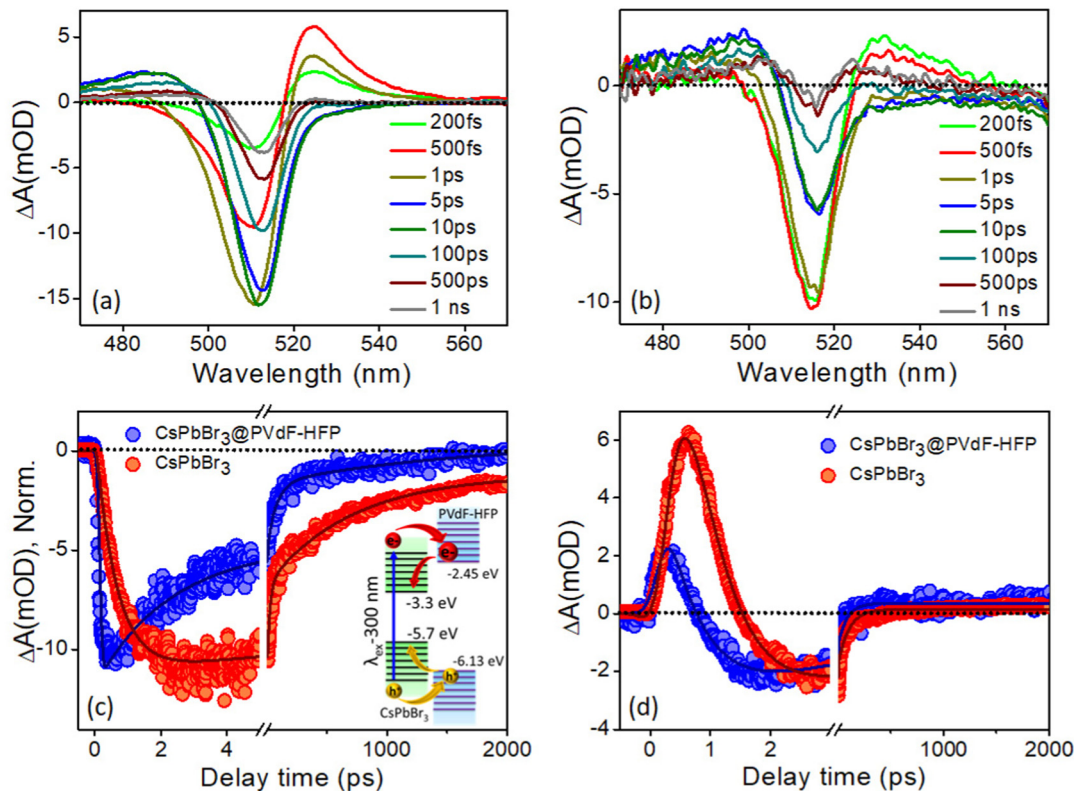 5
0
-5
-10
-15
ΔA(mOD)
200fs
500fs
1ps
5ps
10ps
100ps
500ps
1 ns
(a)
480 500 520 540 560
Wavelength (nm)
0
-5
-10
ΔA(mOD)
200fs
500fs
1ps
5ps
10ps
100ps
500ps
1 ns
(b)
480 500 520 540 560
Wavelength (nm)
0
-5
-10
ΔA(mOD), Norm.
CsPbBr₃@PVdF-HFP
CsPbBr₃
PVdF-HFP
e-
e-
-2.45 eV
-3.3 eV
λex-300 nm
-5.7 eV
-6.13 eV
h+
h+
CsPbBr₃
(c)
0 2 4 1000 2000
Delay time (ps)
6
4
2
0
-2
-4
ΔA(mOD)
CsPbBr₃@PVdF-HFP
CsPbBr₃
(d)
0 1 2 1000 2000
Delay time (ps)